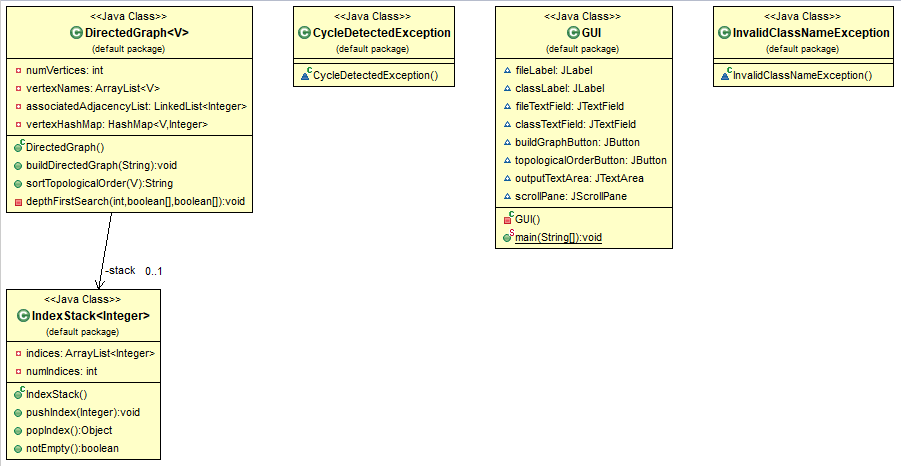 <<Java Class>>
DirectedGraph<V>
(default package)
numVertices: int
vertexNames: ArrayList<V>
associatedAdjacencyList: LinkedList<Integer>
vertexHashMap: HashMap<V,Integer>
DirectedGraph()
buildDirectedGraph(String):void
sortTopologicalOrder(V):String
depthFirstSearch(int,boolean[],boolean[]):void
<<Java Class>>
CycleDetectedException
(default package)
CycleDetectedException()
<<Java Class>>
GUI
(default package)
fileLabel: JLabel
classLabel: JLabel
fileTextField: JTextField
classTextField: JTextField
buildGraphButton: JButton
topologicalOrderButton: JButton
outputTextArea: JTextArea
scrollPane: JScrollPane
GUI()
main(String[]):void
<<Java Class>>
InvalidClassNameException
(default package)
InvalidClassNameException()
-stack 0..1
<<Java Class>>
IndexStack<Integer>
(default package)
indices: ArrayList<Integer>
numIndices: int
IndexStack()
pushIndex(Integer):void
popIndex():Object
notEmpty():boolean